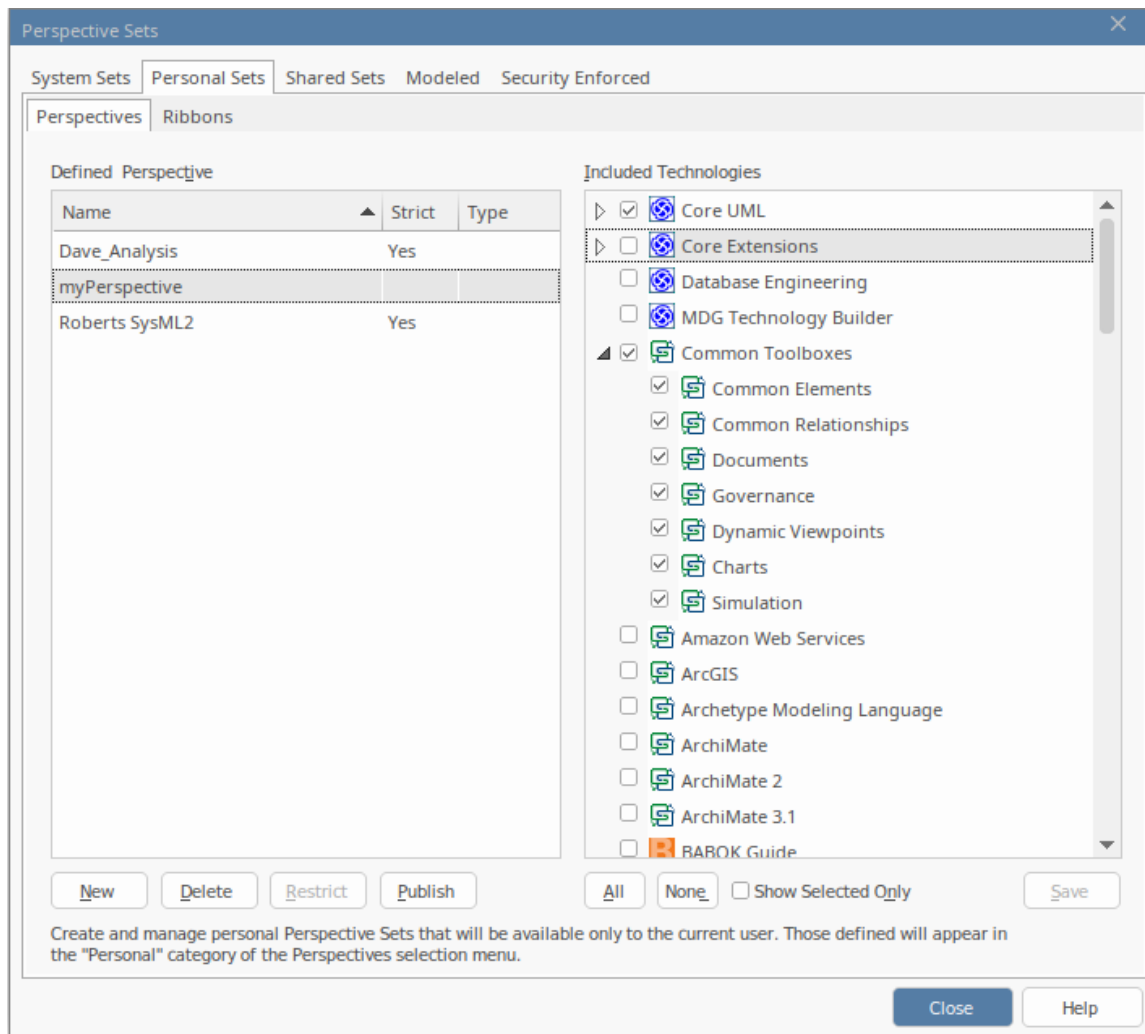 Perspective Sets
System Sets Personal Sets Shared Sets Modeled Security Enforced
Perspectives Ribbons
Defined Perspective
Name Strict Type
Dave_Analysis Yes
myPerspective
Roberts SysML2 Yes
New Delete Restrict Publish
Included Technologies
Core UML
Core Extensions
Database Engineering
MDG Technology Builder
Common Toolboxes
Common Elements
Common Relationships
Documents
Governance
Dynamic Viewpoints
Charts
Simulation
Amazon Web Services
ArcGIS
Archetype Modeling Language
ArchiMate
ArchiMate 2
ArchiMate 3.1
BABOK Guide
All None Show Selected Only Save
Create and manage personal Perspective Sets that will be available only to the current user. Those defined will appear in
the "Personal" category of the Perspectives selection menu.
Close Help